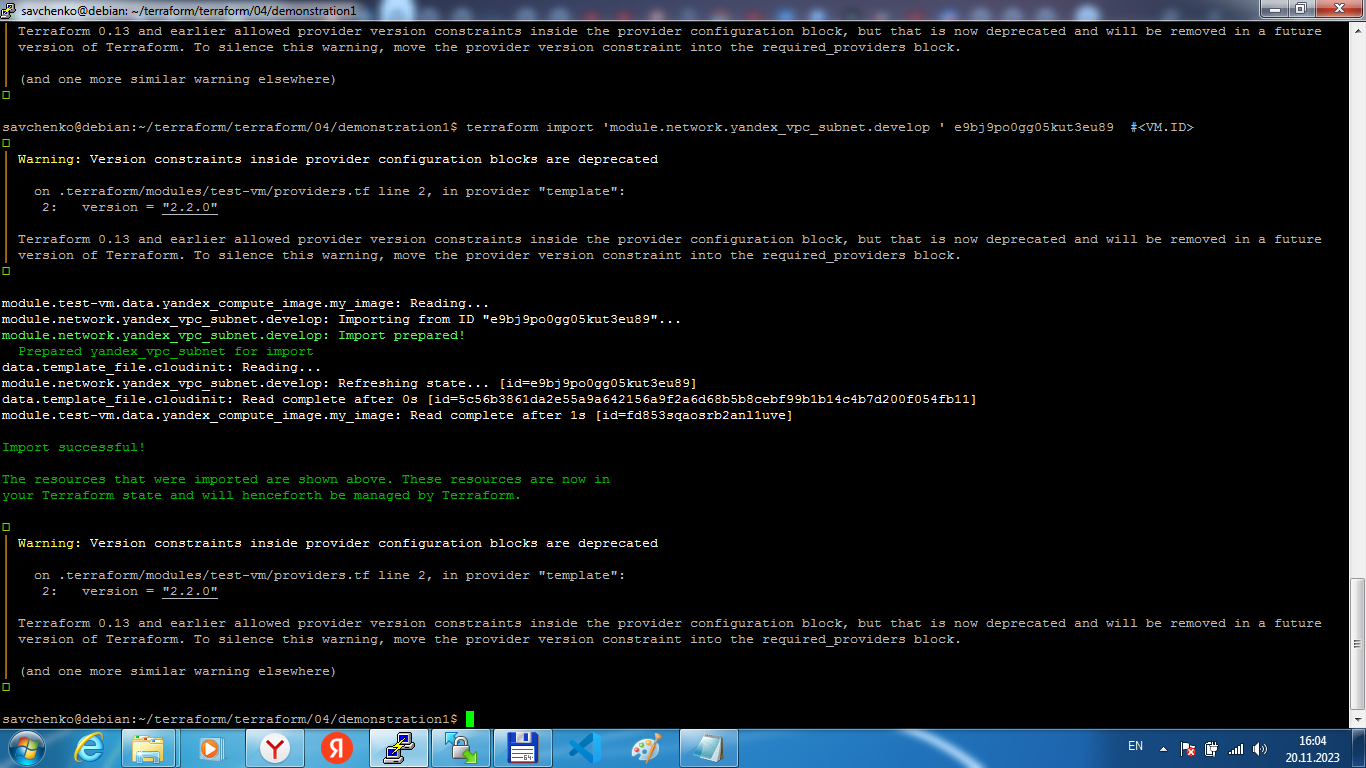 savchenko@debian: ~/terraform/terraform/04/demonstration1
Terraform 0.13 and earlier allowed provider version constraints inside the provider configuration block, but that is now deprecated and will be removed in a future
version of Terraform. To silence this warning, move the provider version constraint into the required_providers block.
(and one more similar warning elsewhere)
savchenko@debian:~/terraform/terraform/04/demonstration1$ terraform import 'module.network.yandex_vpc_subnet.develop ' e9bj9po0gg05kut3eu89  #<VM.ID>
Warning: Version constraints inside provider configuration blocks are deprecated
on .terraform/modules/test-vm/providers.tf line 2, in provider "template":
2:   version = "2.2.0"
Terraform 0.13 and earlier allowed provider version constraints inside the provider configuration block, but that is now deprecated and will be removed in a future
version of Terraform. To silence this warning, move the provider version constraint into the required_providers block.
module.test-vm.data.yandex_compute_image.my_image: Reading...
module.network.yandex_vpc_subnet.develop: Importing from ID "e9bj9po0gg05kut3eu89"...
module.network.yandex_vpc_subnet.develop: Import prepared!
Prepared yandex_vpc_subnet for import
data.template_file.cloudinit: Reading...
module.network.yandex_vpc_subnet.develop: Refreshing state... [id=e9bj9po0gg05kut3eu89]
data.template_file.cloudinit: Read complete after 0s [id=5c56b3861da2e55a9a642156a9f2a6d68b5b8cebf99b1b14c4b7d200f054fb11]
module.test-vm.data.yandex_compute_image.my_image: Read complete after 1s [id=fd853sqaosrb2anl1uve]
Import successful!
The resources that were imported are shown above. These resources are now in
your Terraform state and will henceforth be managed by Terraform.
Warning: Version constraints inside provider configuration blocks are deprecated
on .terraform/modules/test-vm/providers.tf line 2, in provider "template":
2:   version = "2.2.0"
Terraform 0.13 and earlier allowed provider version constraints inside the provider configuration block, but that is now deprecated and will be removed in a future
version of Terraform. To silence this warning, move the provider version constraint into the required_providers block.
(and one more similar warning elsewhere)
savchenko@debian:~/terraform/terraform/04/demonstration1$
EN
16:04
20.11.2023